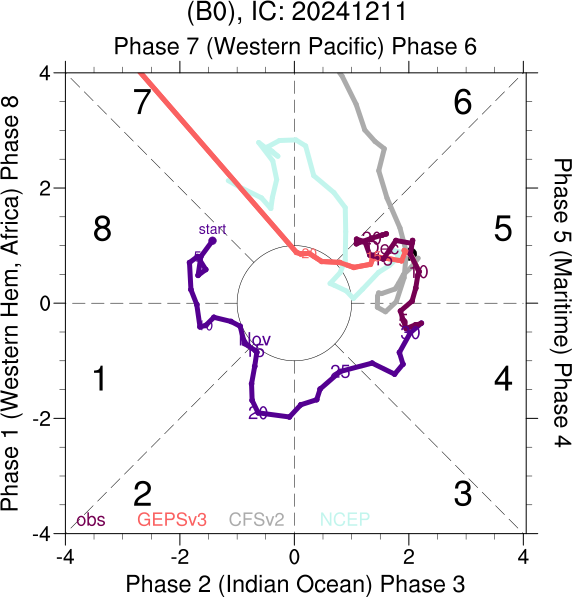 (B0), IC: 20241211
Phase 7 (Western Pacific) Phase 6
4
7
6
Phase 1 (Western Hem, Africa) Phase 8
Phase 5 (Maritime) Phase 4
2
8
start
5
Dec
15
10
0
5
30
Nov
15
25
1
4
20
-2
2
3
obs
GEPSv3
CFSv2
NCEP
-4
-4
-2
0
2
4
Phase 2 (Indian Ocean) Phase 3